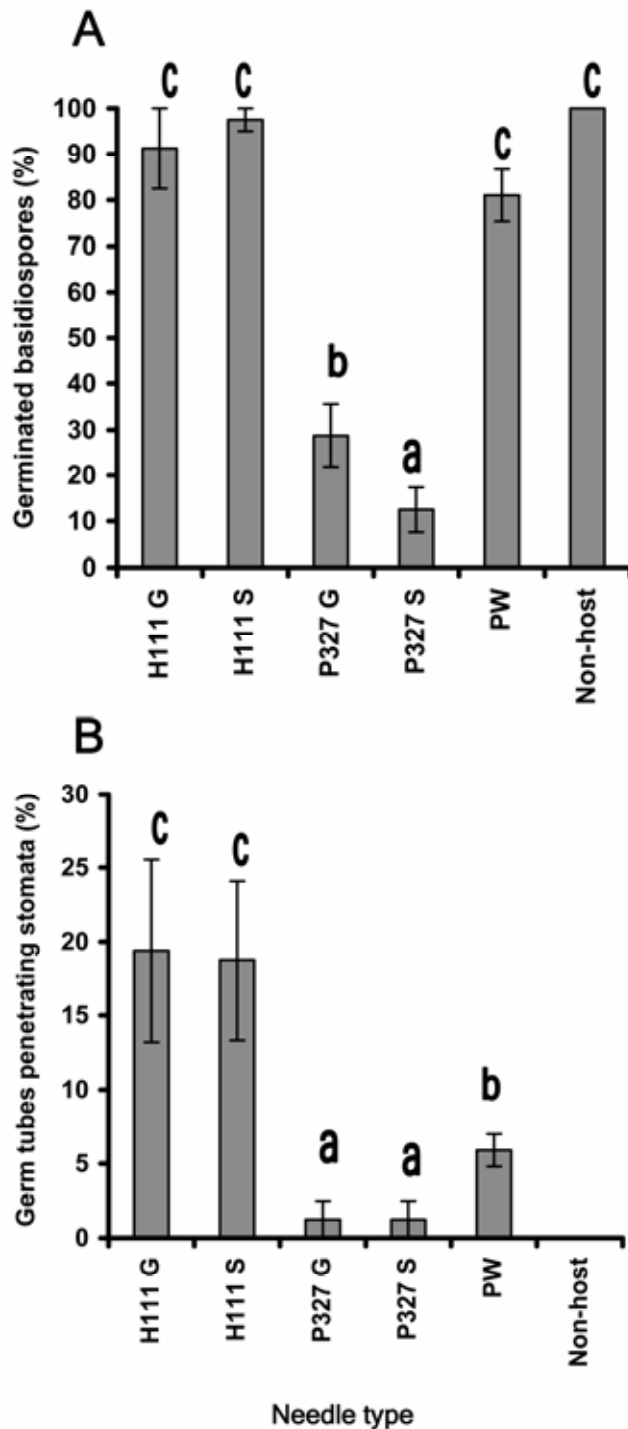 A
c c c c
b
a
Germinated basidiospores (%)
100
90
80
70
60
50
40
30
20
10
0
H111 G H111 S P327 G P327 S PW Non-host
B
c c
a a b
Germ tubes penetrating stomata (%)
30
25
20
15
10
5
0
H111 G H111 S P327 G P327 S PW Non-host
Needle type